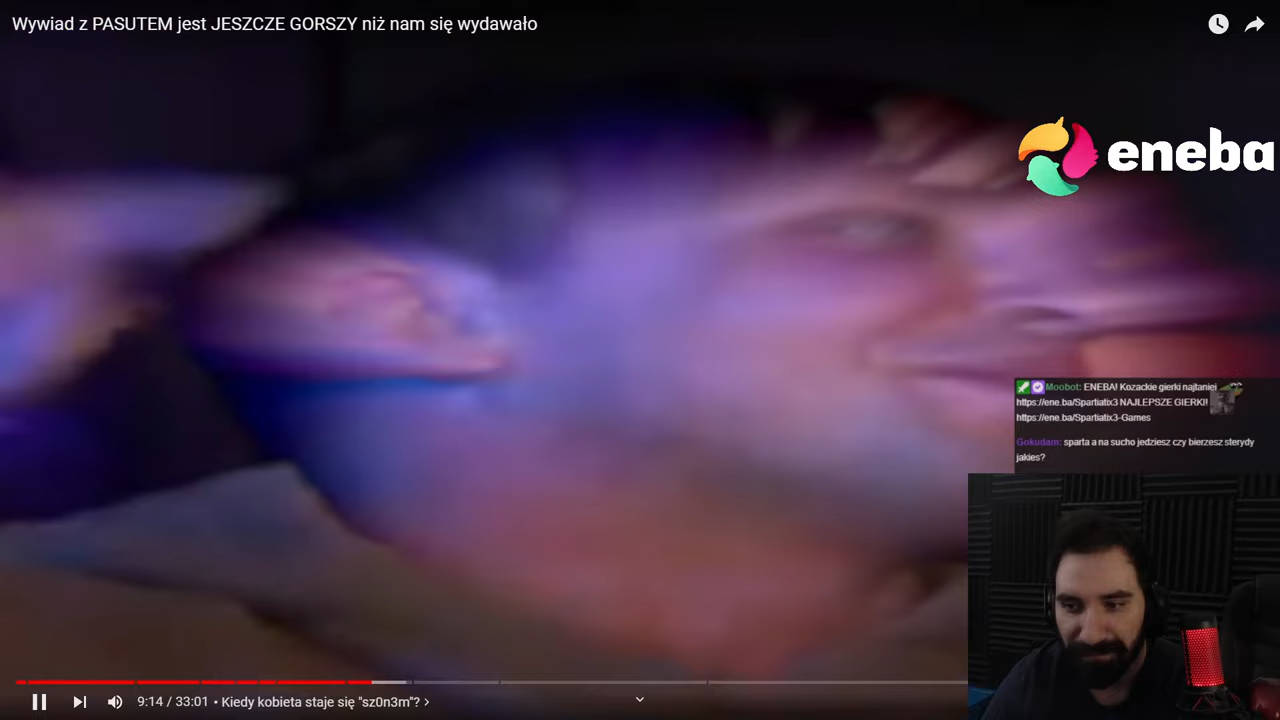 Wywiad z PASUTEM jest JESZCZE GORSZY niż nam się wydawało
eneba
Moobot: ENEBA! Kozackie gierki najtaniej
https://ene.ba/Spartiatix3 NAJLEPSZE GIERKI!
https://ene.ba/Spartiatix3-Games
Gokudam: sparta a na sucho jedziesz czy bierzesz sterydy
jakies?
9:14 / 33:01 • Kiedy kobieta staje się "sz0n3m"? ›